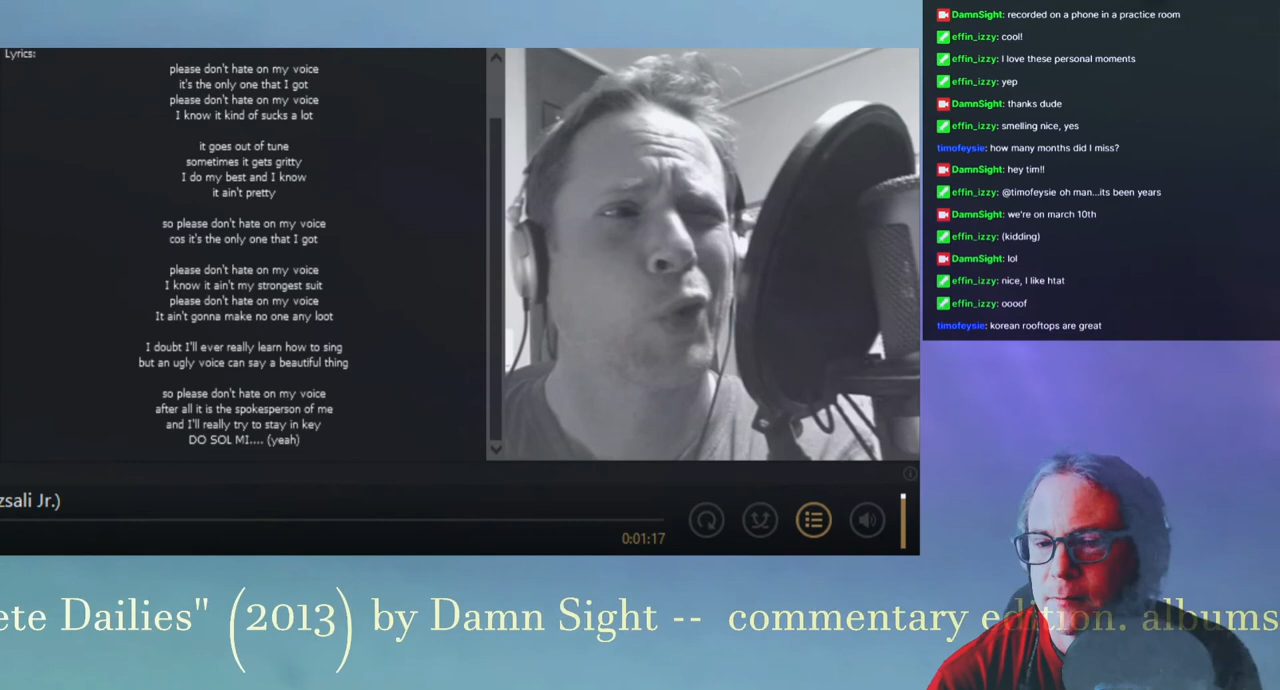 Lyrics:
please don't hate on my voice
it's the only one that I got
please don't hate on my voice
I know it kind of sucks a lot
it goes out of tune
sometimes it gets gritty
I do my best and I know
it ain't pretty
so please don't hate on my voice
cos it's the only one that I got
please don't hate on my voice
I know it ain't my strongest suit
please don't hate on my voice
It ain't gonna make no one any loot
I doubt I'll ever really learn how to sing
but an ugly voice can say a beautiful thing
so please don't hate on my voice
after all it is the spokesperson of me
and I'll really try to stay in key
DO SOL MI.... (yeah)
zsali Jr.)
0:01:17
ete Dailies" (2013) by Damn Sight -- commentary edition. albums
DamnSight: recorded on a phone in a practice room
effin_izzy: cool!
effin_izzy: I love these personal moments
effin_izzy: yep
DamnSight: thanks dude
effin_izzy: smelling nice, yes
timofeysie: how many months did I miss?
DamnSight: hey tim!!
effin_izzy: @timofeysie oh man...its been years
DamnSight: we're on march 10th
effin_izzy: (kidding)
DamnSight: lol
effin_izzy: nice, I like htat
effin_izzy: oooof
timofeysie: korean rooftops are great